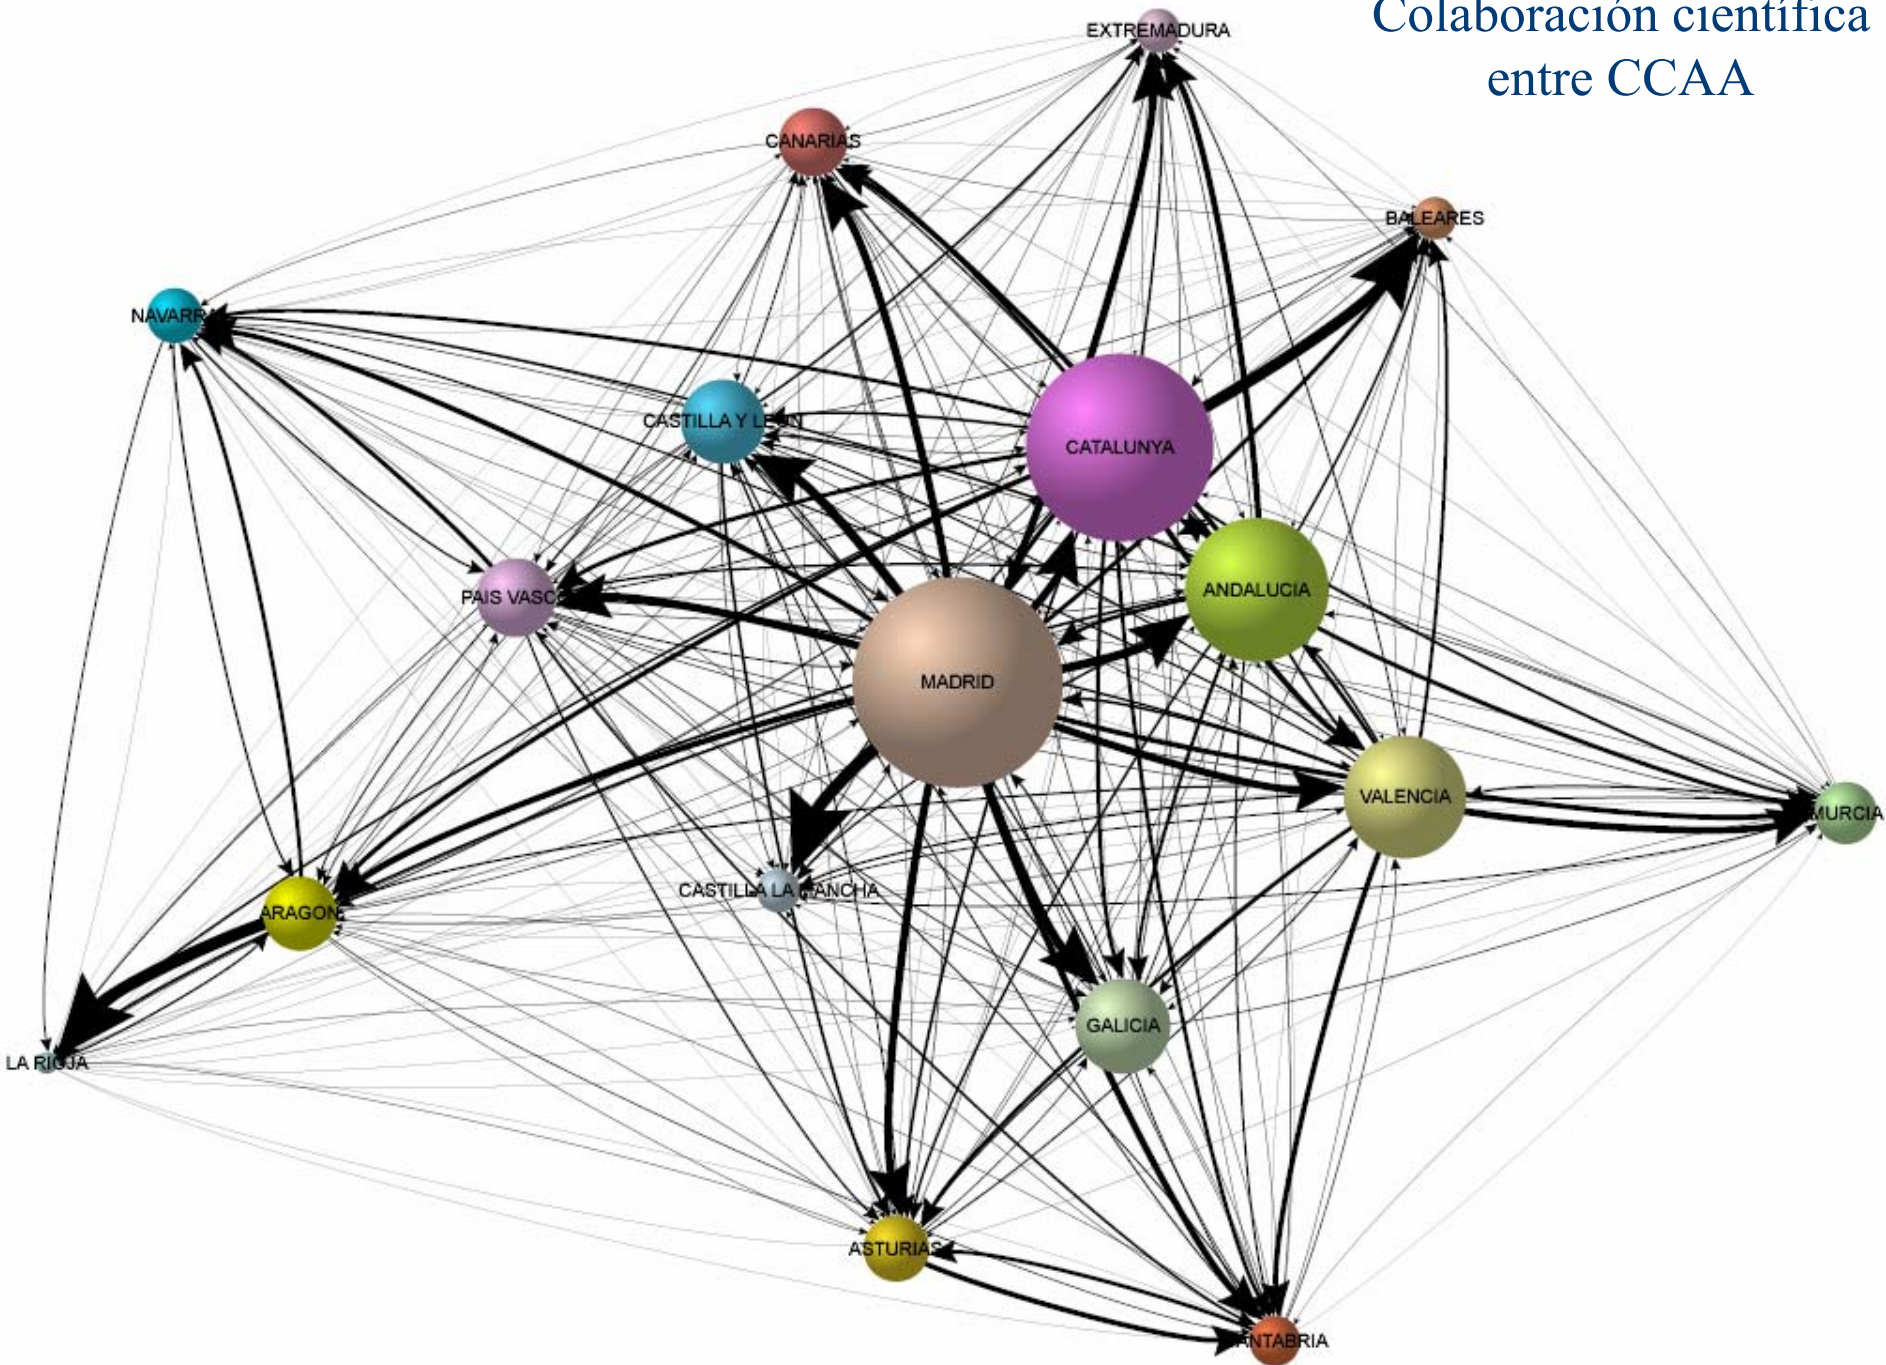 Colaboración científica
entre CCAA
EXTREMADURA
CANARIAS
BALEARES
NAVARRA
CASTILLA Y LEON
CATALUNYA
PAIS VASCO
ANDALUCIA
MADRID
VALENCIA
MURCIA
CASTILLA LA MANCHA
ARAGON
GALICIA
LA RIOJA
ASTURIAS
CANTABRIA